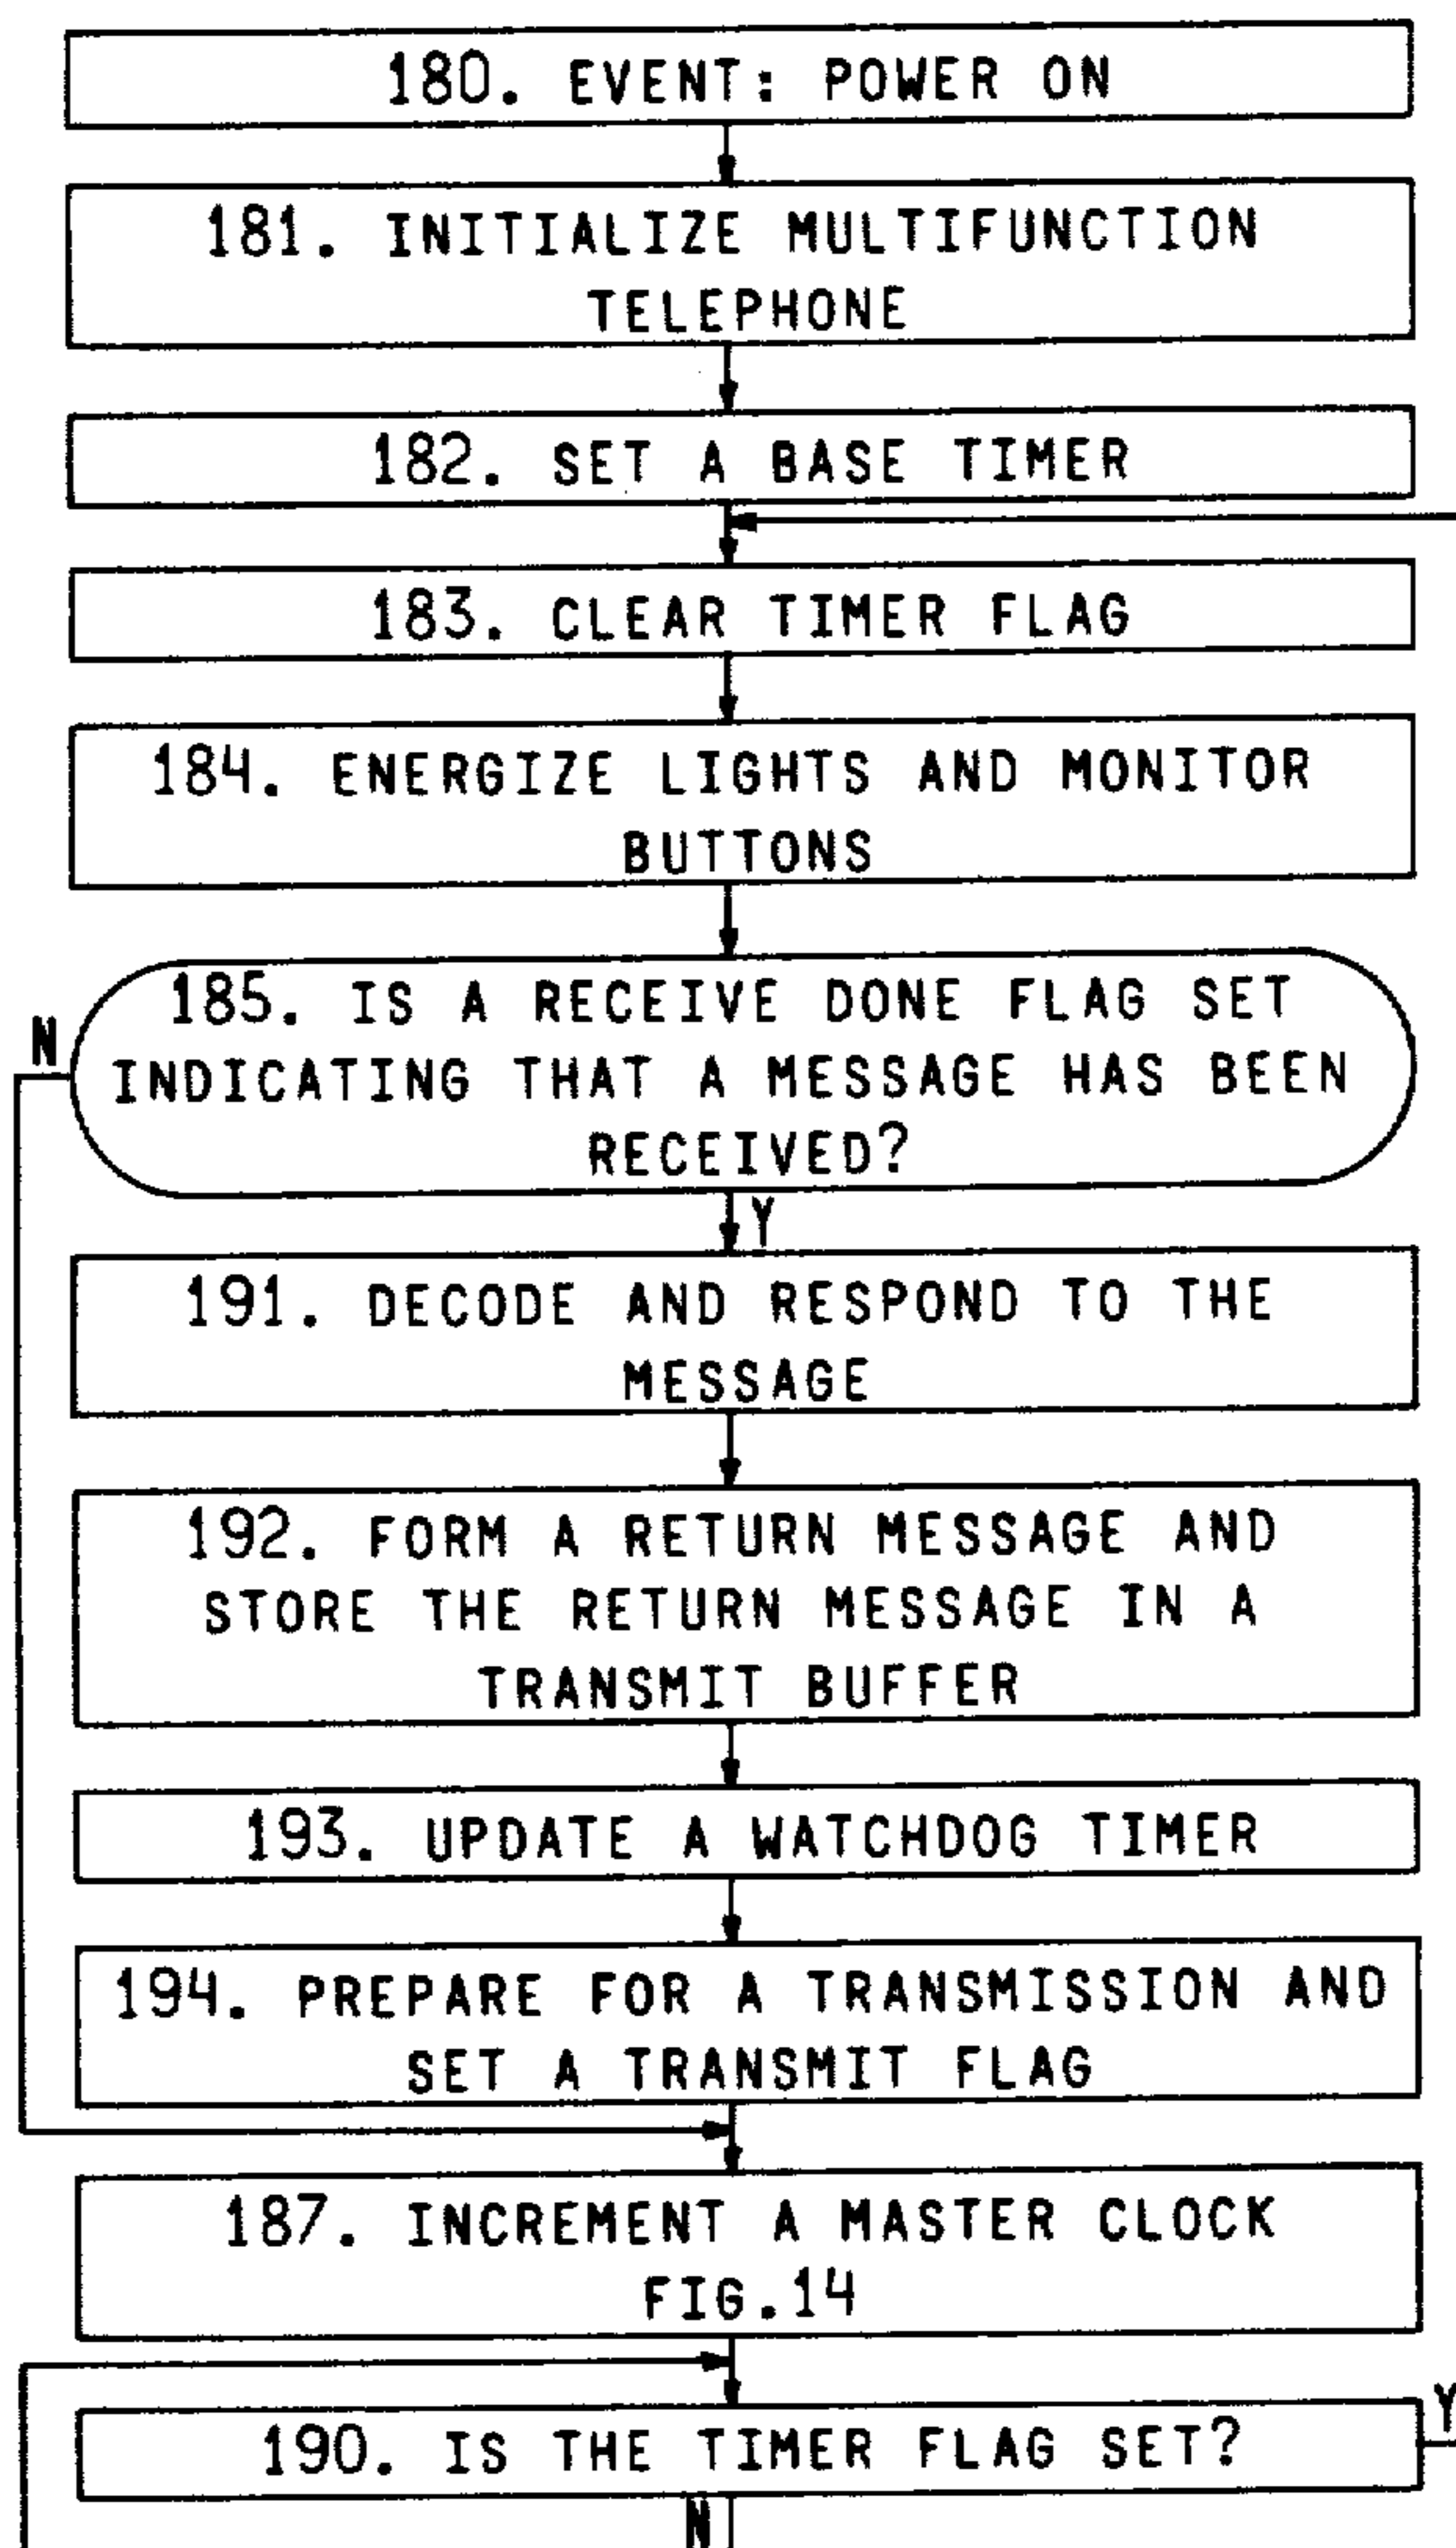 180. EVENT: POWER ON
181. INITIALIZE MULTIFUNCTION
TELEPHONE
182. SET A BASE TIMER
183. CLEAR TIMER FLAG
184. ENERGIZE LIGHTS AND MONITOR
BUTTONS
185. IS A RECEIVE DONE FLAG SET
N
INDICATING THAT A MESSAGE HAS BEEN
RECEIVED?
Y
191. DECODE AND RESPOND TO THE
MESSAGE
192. FORM A RETURN MESSAGE AND
STORE THE RETURN MESSAGE IN A
TRANSMIT BUFFER
193. UPDATE A WATCHDOG TIMER
194. PREPARE FOR A TRANSMISSION AND
SET A TRANSMIT FLAG
187. INCREMENT A MASTER CLOCK
FIG.14
190. IS THE TIMER FLAG SET?
Y
N